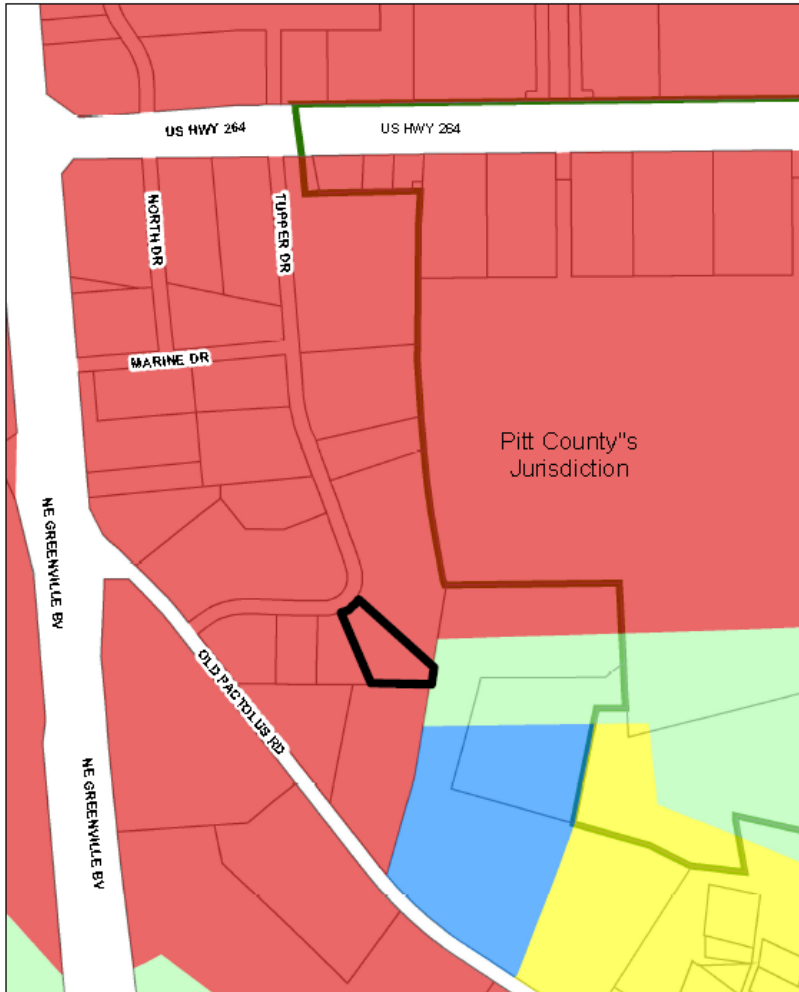 US HWY 264
US HWY 264
NORTH DR
TUPPER DR
MARINE DR
Pitt County"s
Jurisdiction
NE GREENVILLE BV
OLD PACTOLUS RD
NE GREENVILLE BV